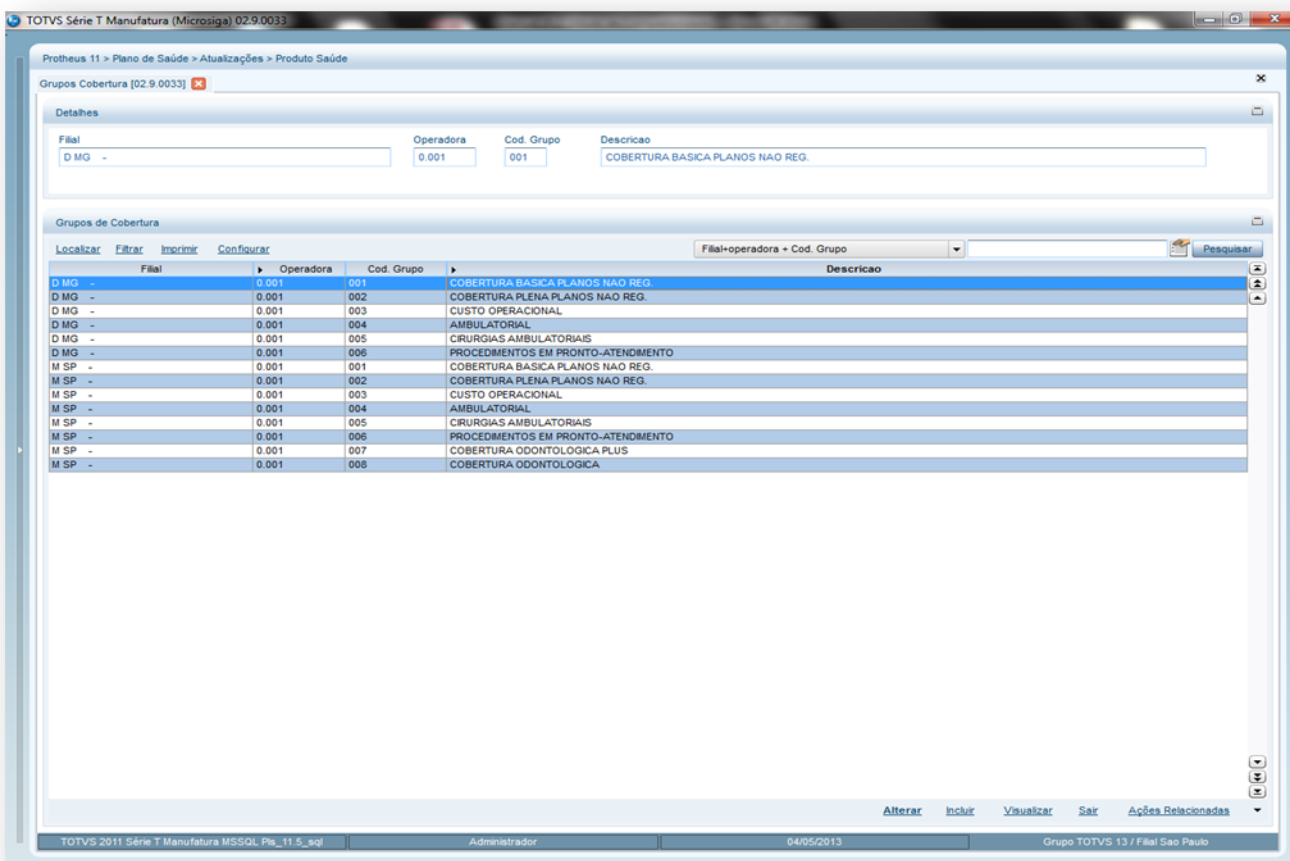 TOTVS Série T Manufatura (Microsiga) 02.9.0033
Protheus 11 > Plano de Saúde > Atualizações > Produto Saúde
Grupos Cobertura [02.9.0033]
Detalhes
Filial Operadora Cod. Grupo Descricao
D MG - 0.001 001 COBERTURA BASICA PLANOS NAO REG.
Grupos de Cobertura
Localizar Filtrar Imprimir Configurar Filial+operadora + Cod. Grupo Pesquisar
Filial Operadora Cod. Grupo Descricao
D MG - 0.001 001 COBERTURA BASICA PLANOS NAO REG.
D MG - 0.001 002 COBERTURA PLENA PLANOS NAO REG.
D MG - 0.001 003 CUSTO OPERACIONAL
D MG - 0.001 004 AMBULATORIAL
D MG - 0.001 005 CIRURGIAS AMBULATORIAIS
D MG - 0.001 006 PROCEDIMENTOS EM PRONTO-ATENDIMENTO
M SP - 0.001 001 COBERTURA BASICA PLANOS NAO REG.
M SP - 0.001 002 COBERTURA PLENA PLANOS NAO REG.
M SP - 0.001 003 CUSTO OPERACIONAL
M SP - 0.001 004 AMBULATORIAL
M SP - 0.001 005 CIRURGIAS AMBULATORIAIS
M SP - 0.001 006 PROCEDIMENTOS EM PRONTO-ATENDIMENTO
M SP - 0.001 007 COBERTURA ODONTOLOGICA PLUS
M SP - 0.001 008 COBERTURA ODONTOLOGICA
Alterar Incluir Visualizar Sair Ações Relacionadas
TOTVS 2011 Série T Manufatura MSSQL Pls_11.5_sql Administrador 04/05/2013 Grupo TOTVS 13 / Filial Sao Paulo